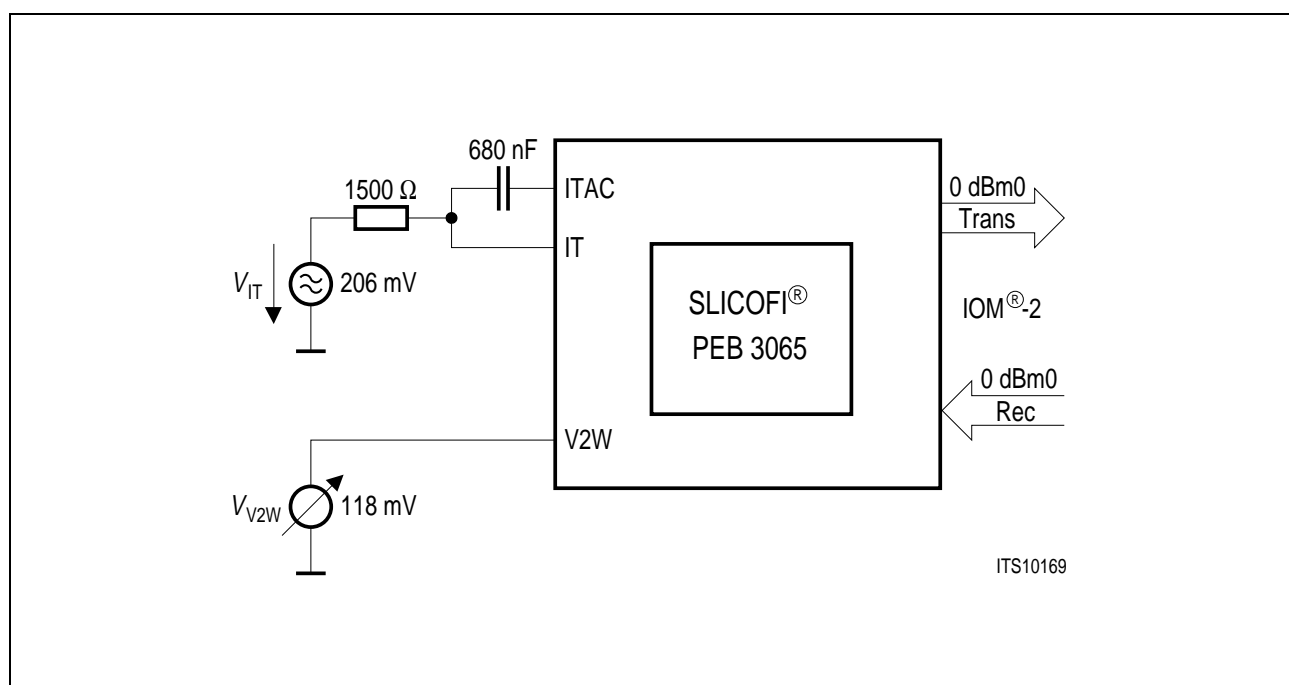 680 nF
1500 Ω
ITAC
IT
V_IT
206 mV
SLICOFI®
PEB 3065
0 dBm0
Trans
IOM®-2
0 dBm0
Rec
V2W
V_V2W
118 mV
ITS10169